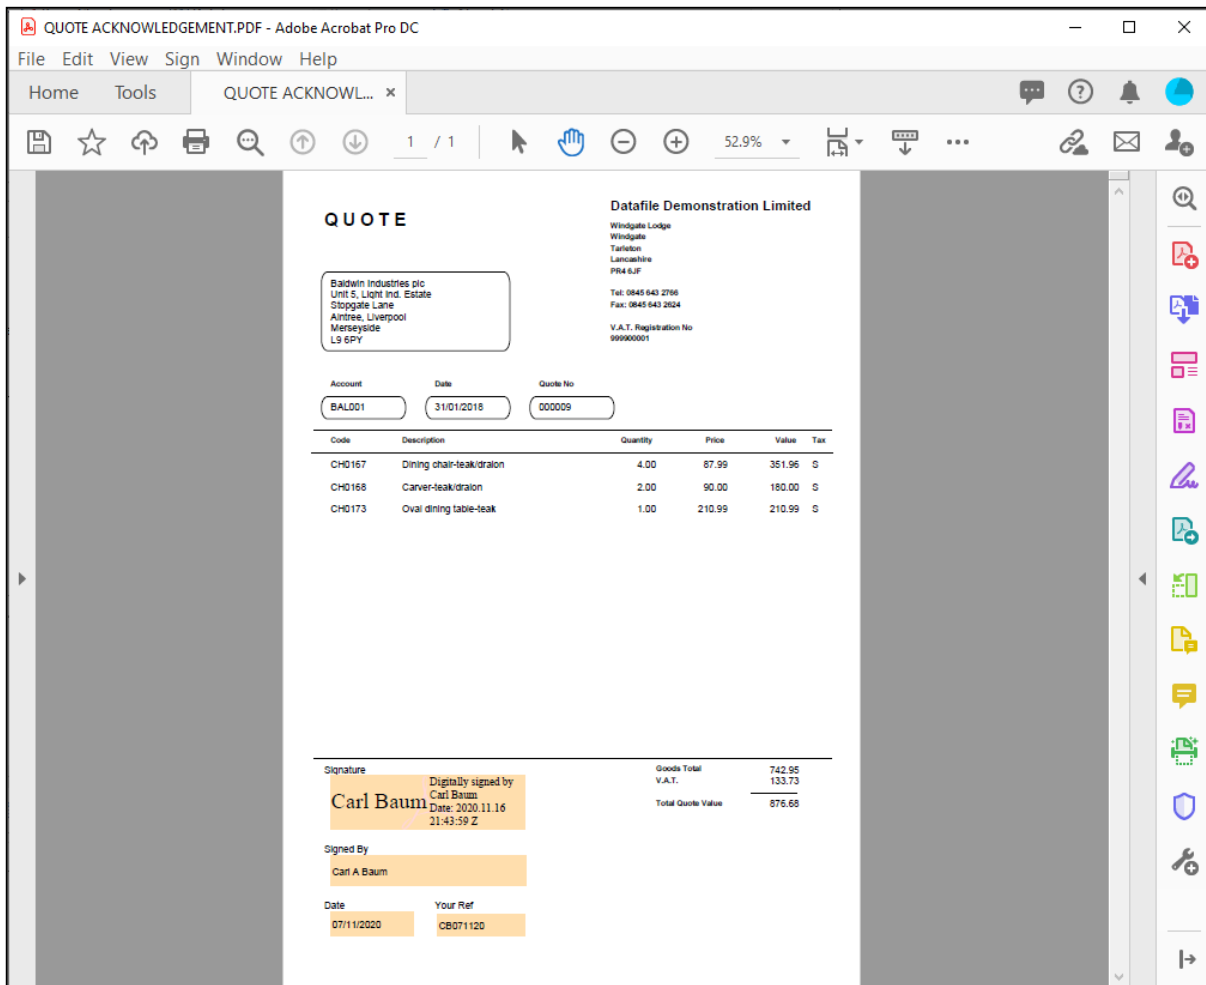 QUOTE ACKNOWLEDGEMENT.PDF - Adobe Acrobat Pro DC
File Edit View Sign Window Help
Home Tools QUOTE ACKNOWL... ×
1 / 1 52.9%
QUOTE
Datafile Demonstration Limited
Windgate Lodge
Windgate
Tarleton
Lancashire
PR4 6JF
Tel: 0845 643 2766
Fax: 0845 643 2624
V.A.T. Registration No
999900001
Baldwin Industries plc
Unit 5, Light Ind. Estate
Stopgate Lane
Aintree, Liverpool
Merseyside
L9 6PY
Account Date Quote No
BAL001 31/01/2018 000009
Code Description Quantity Price Value Tax
CH0167 Dining chair-teak/dralon 4.00 87.99 351.96 S
CH0168 Carver-teak/dralon 2.00 90.00 180.00 S
CH0173 Oval dining table-teak 1.00 210.99 210.99 S
Goods Total 742.95
V.A.T. 133.73
Total Quote Value 876.68
Signature
Carl Baum
Digitally signed by
Carl Baum
Date: 2020.11.16
21:43:59 Z
Signed By
Carl A Baum
Date Your Ref
07/11/2020 CB071120